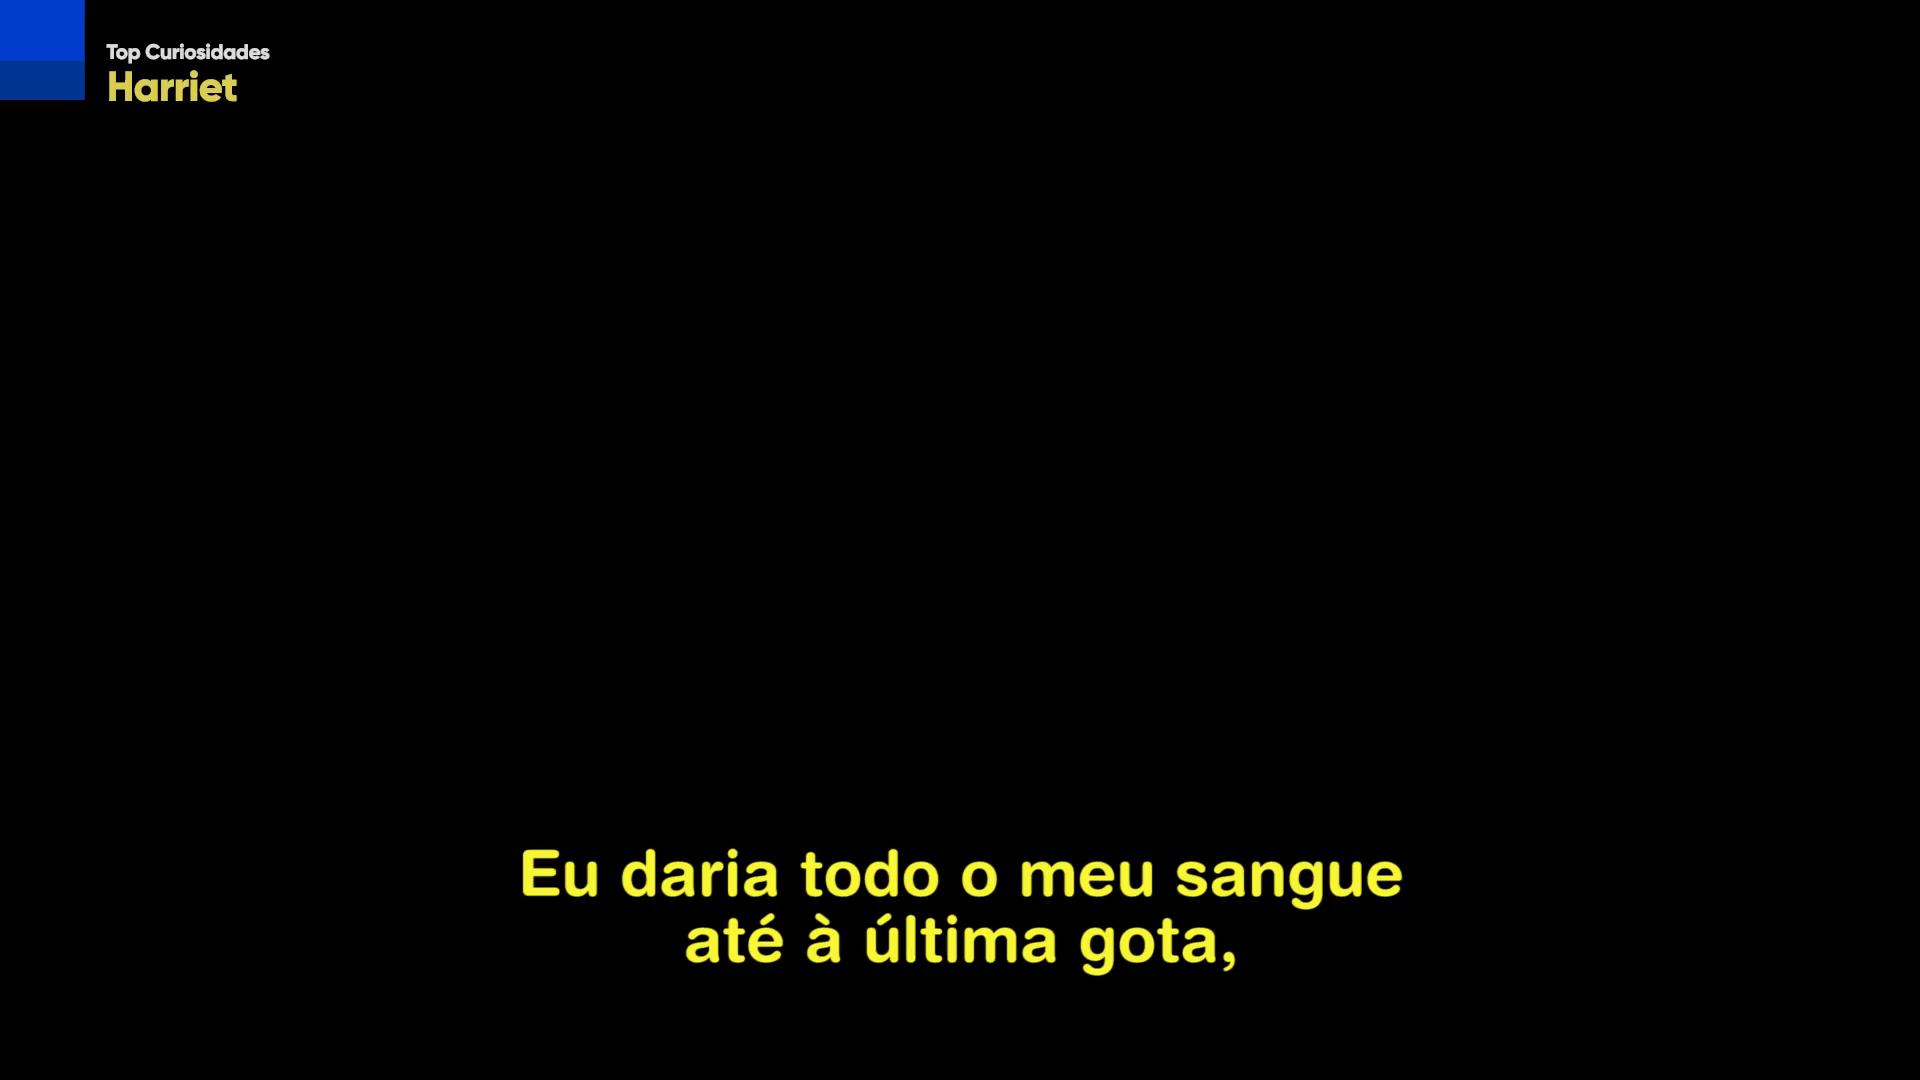 Top Curiosidades
Harriet
Eu daria todo o meu sangue
até à última gota,